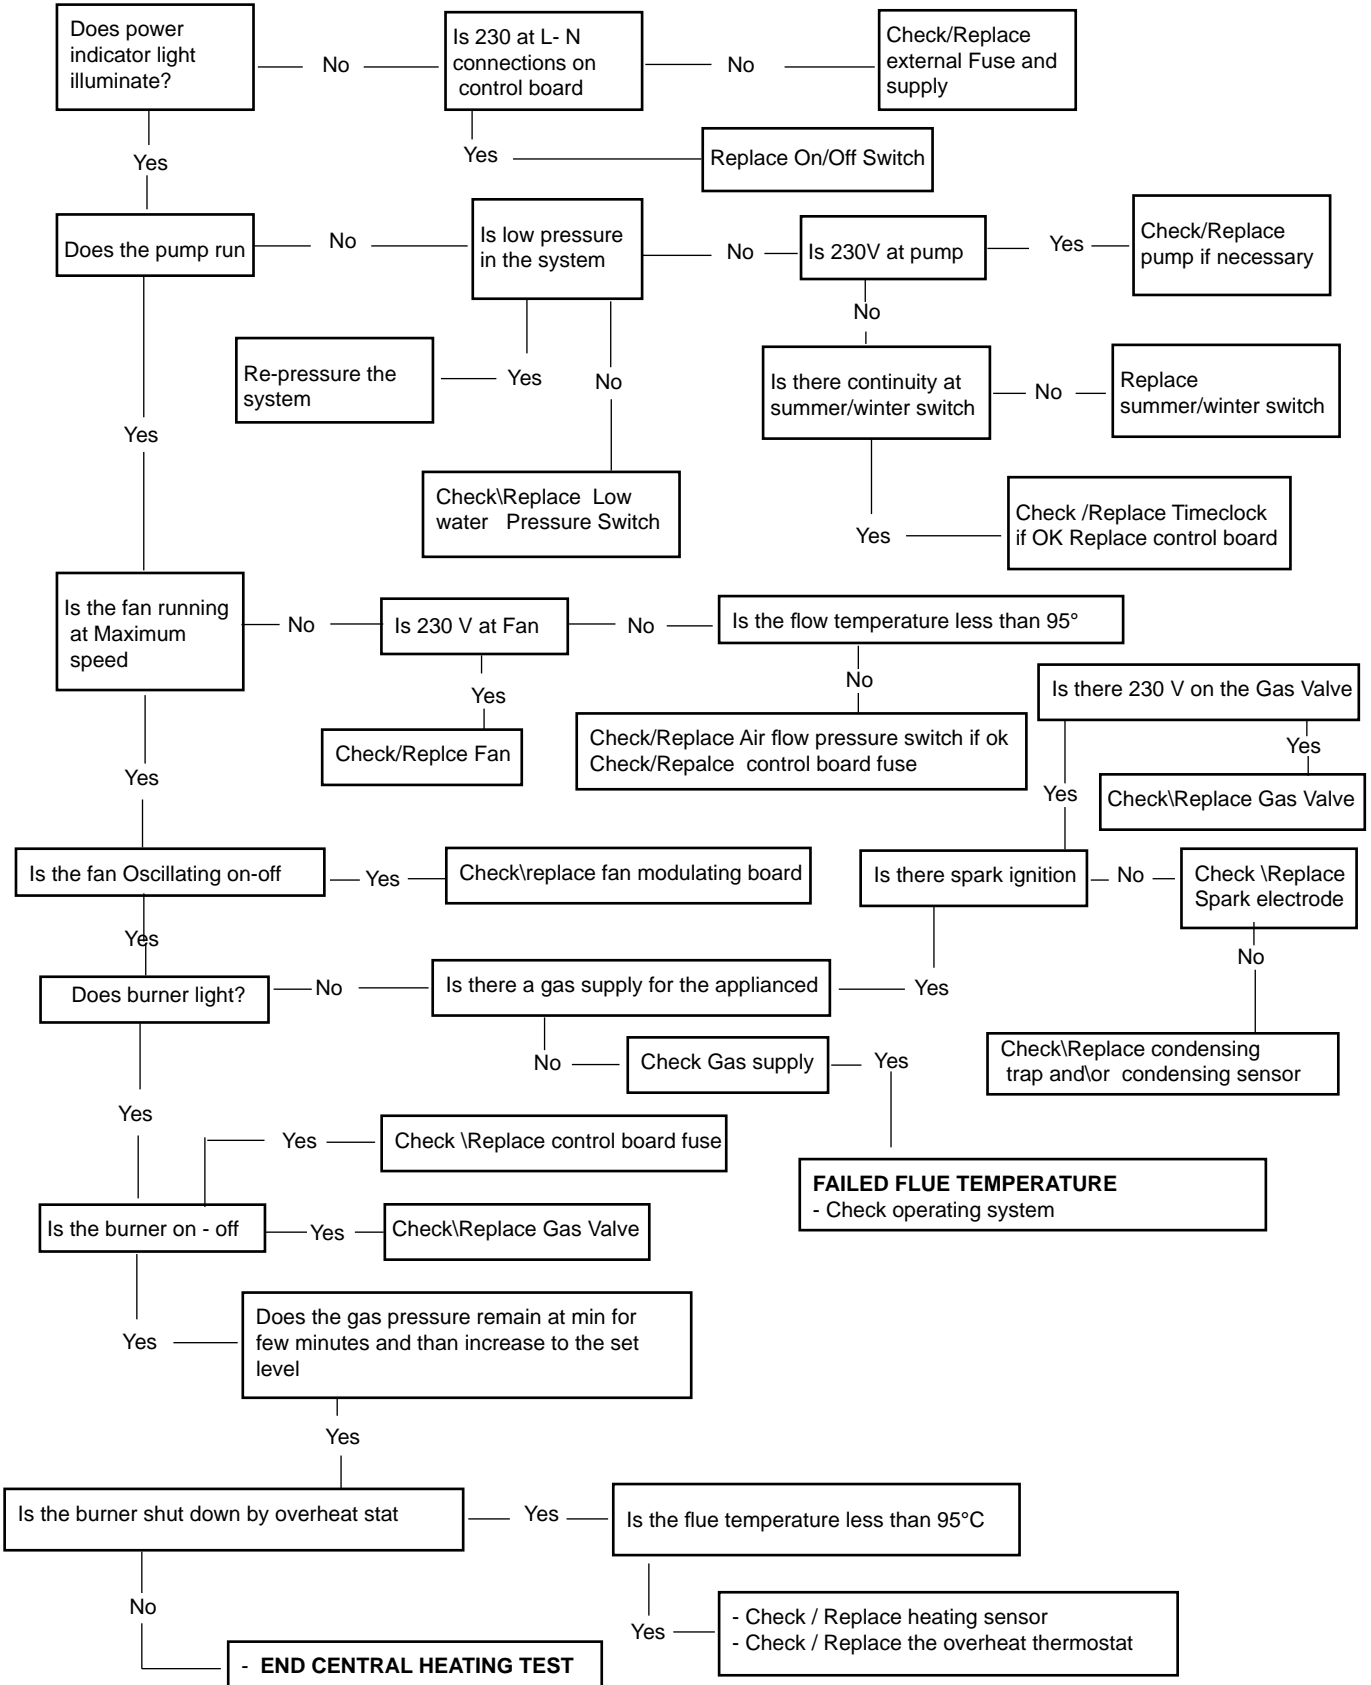 Does power
indicator light
illuminate?
No
Is 230 at L- N
connections on
control board
No
Check/Replace
external Fuse and
supply
Yes
Yes
Replace On/Off Switch
Does the pump run
No
Is low pressure
in the system
No
Is 230V at pump
Yes
Check/Replace
pump if necessary
No
Re-pressure the
system
Yes
No
Is there continuity at
summer/winter switch
No
Replace
summer/winter switch
Yes
Check\Replace Low
water Pressure Switch
Yes
Check /Replace Timeclock
if OK Replace control board
Is the fan running
at Maximum
speed
No
Is 230 V at Fan
No
Is the flow temperature less than 95°
Yes
No
Is there 230 V on the Gas Valve
Check/Replce Fan
Check/Replace Air flow pressure switch if ok
Check/Repalce control board fuse
Yes
Yes
Yes
Check\Replace Gas Valve
Is the fan Oscillating on-off
Yes
Check\replace fan modulating board
Is there spark ignition
No
Check \Replace
Spark electrode
Yes
No
Does burner light?
No
Is there a gas supply for the applianced
Yes
No
Check Gas supply
Yes
Check\Replace condensing
trap and\or condensing sensor
Yes
Yes
Check \Replace control board fuse
FAILED FLUE TEMPERATURE
- Check operating system
Is the burner on - off
Yes
Check\Replace Gas Valve
Yes
Does the gas pressure remain at min for
few minutes and than increase to the set
level
Yes
Is the burner shut down by overheat stat
Yes
Is the flue temperature less than 95°C
No
Yes
- Check / Replace heating sensor
- Check / Replace the overheat thermostat
- END CENTRAL HEATING TEST